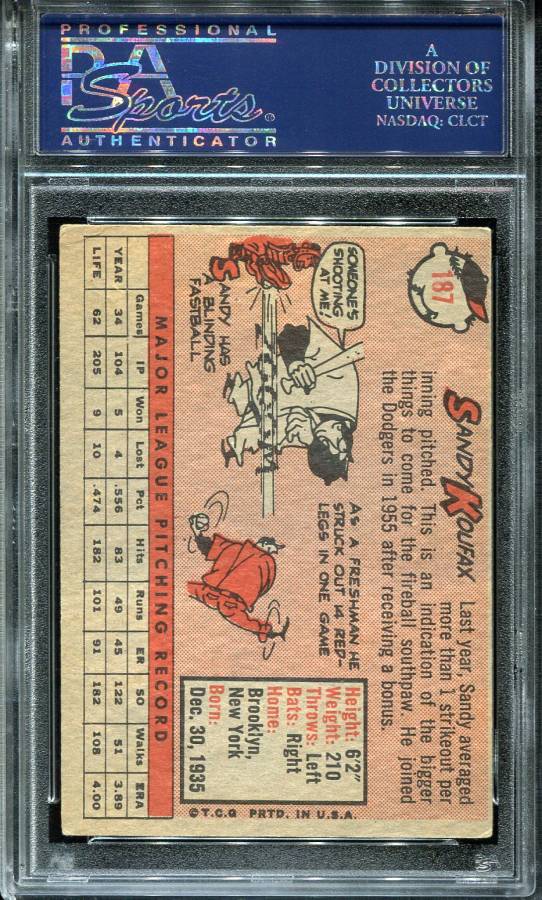 PROFESSIONAL
PSA
Sports®
AUTHENTICATOR
A
DIVISION OF
COLLECTORS
UNIVERSE
NASDAQ: CLCT
187
SANDY KOUFAX
Last year, Sandy averaged
more than 1 strikeout per
inning pitched. This is an indication of the bigger
things to come for the fireball southpaw. He joined
the Dodgers in 1955 after receiving a bonus.
SOMEONE'S
SHOOTING
AT ME!
SANDY HAS
A BLINDING
FASTBALL
AS A FRESHMAN HE
STRUCK OUT 14 RED-
LEGS IN ONE GAME
Height: 6'2"
Weight: 210
Throws: Left
Bats: Right
Home:
Brooklyn,
New York
Born:
Dec. 30, 1935
MAJOR LEAGUE PITCHING RECORD
Games IP Won Lost Pct Hits Runs ER SO Walks ERA
YEAR 34 104 5 4 .556 83 49 45 122 51 3.89
LIFE 62 205 9 10 .474 182 101 91 182 108 4.00
© T.C.G PRTD. IN U.S.A.